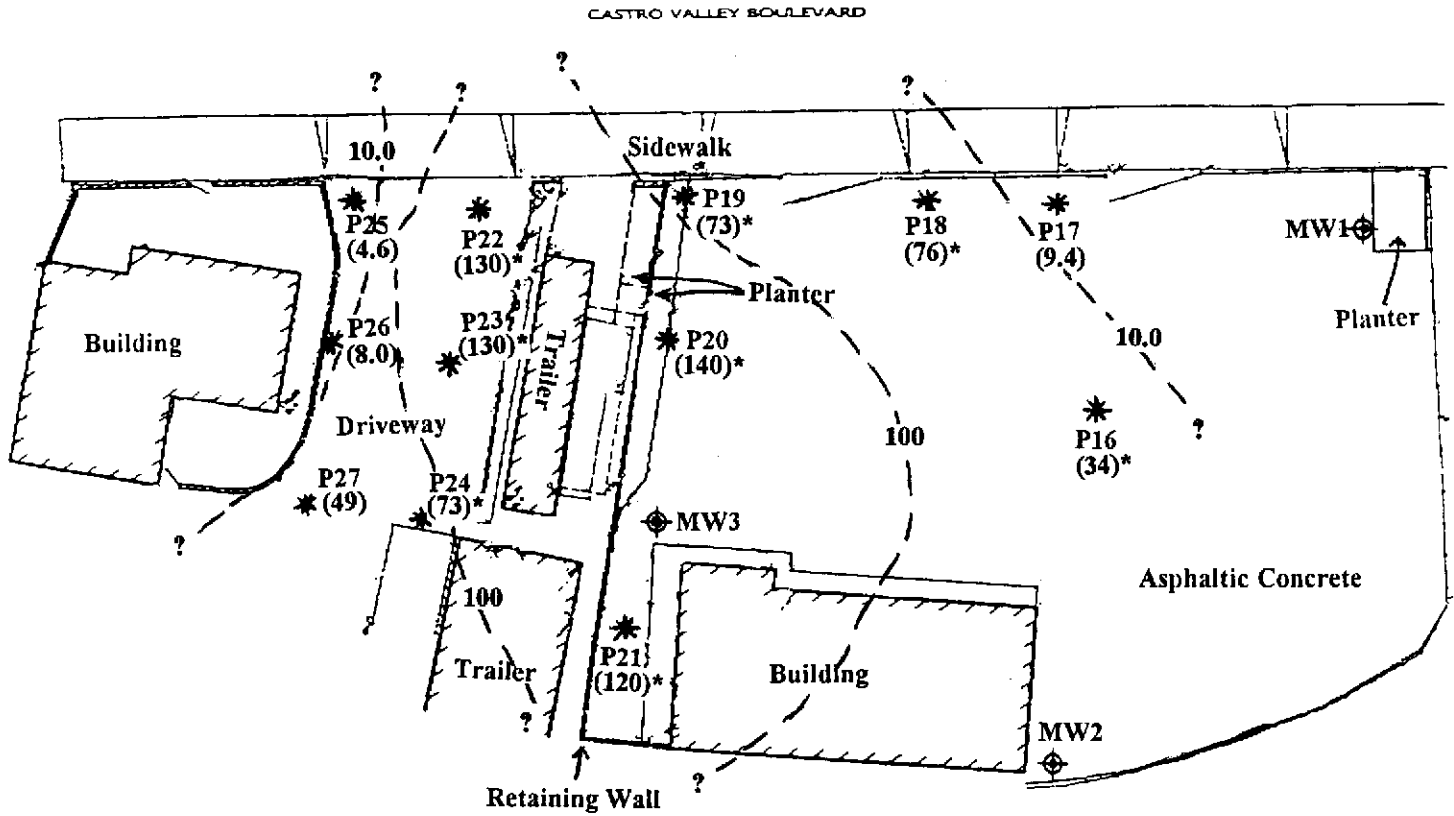 CASTRO VALLEY BOULEVARD
?
?
?
?
10.0
Sidewalk
P25
(4.6)
P22
(130)*
P19
(73)*
P18
(76)*
P17
(9.4)
MW1
Planter
Planter
Building
P26
(8.0)
P23
(130)*
Trailer
P20
(140)*
10.0
Driveway
100
P16
(34)*
?
P27
(49)
P24
(73)*
MW3
?
100
Asphaltic Concrete
Trailer
P21
(120)*
Building
?
MW2
?
Retaining Wall